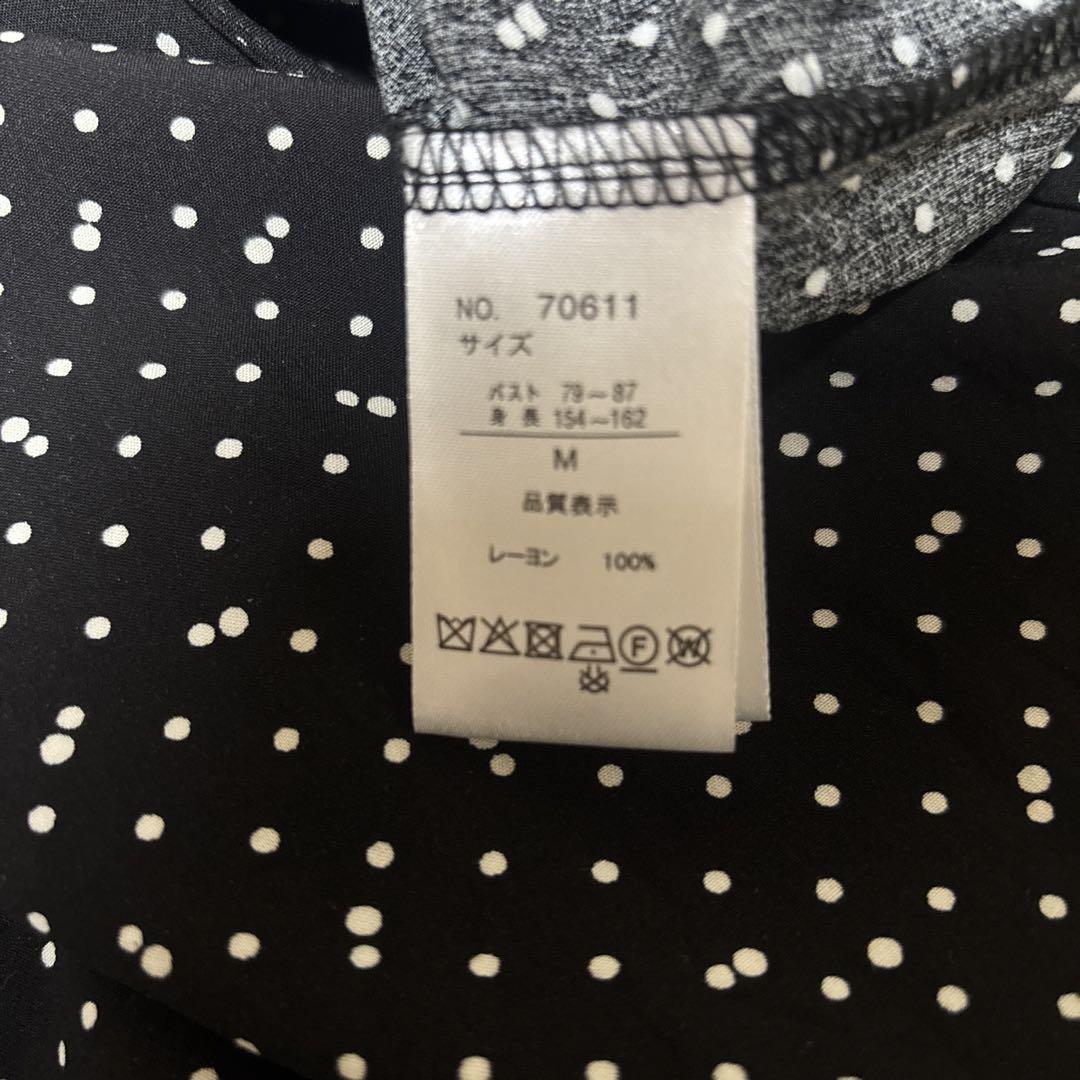 NO. 70611
サイズ
バスト 79~87
身長 154~162
M
品質表示
レーヨン 100%
F W